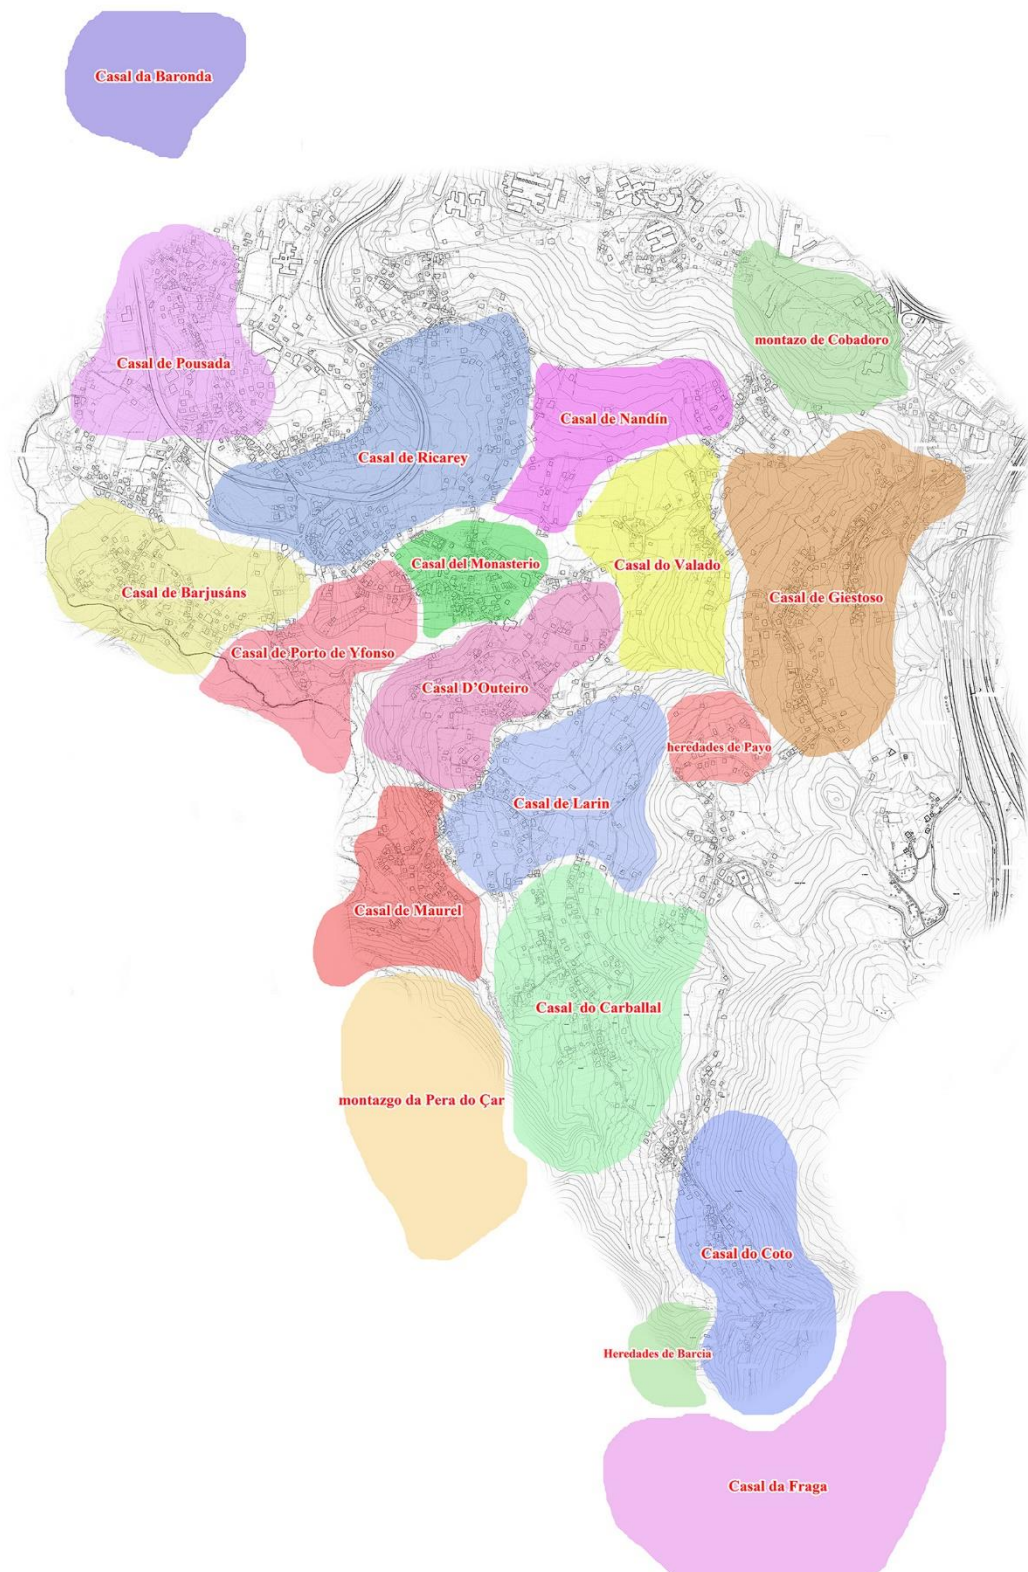 Casal da Baronda
montazo de Cobadoro
Casal de Pousada
Casal de Nandín
Casal de Ricarey
Casal del Monasterio
Casal do Valado
Casal de Barjusáns
Casal de Giestoso
Casal de Porto de Yfonso
Casal D'Outeiro
heredades de Payo
Casal de Larin
Casal de Maurel
Casal do Carballal
montazgo da Pera do Çar
Casal do Coto
Heredades de Barcia
Casal da Fraga